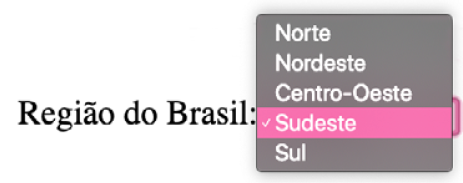 Norte
Nordeste
Centro-Oeste
Região do Brasil: ✓ Sudeste
Sul